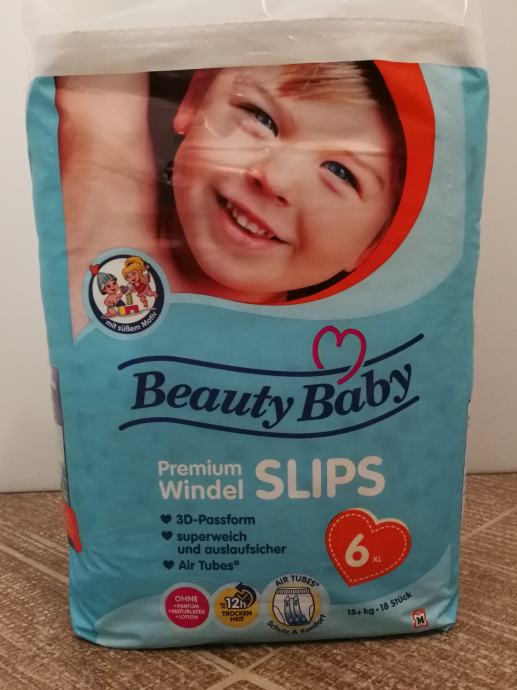 mit süßem Motiv
Beauty Baby
Premium
Windel SLIPS
3D-Passform
superweich
und auslaufsicher
Air Tubes®
6 XL
15+ kg • 18 Stück
OHNE
• PARFUM
• NATURLATEX
• LOTION
12h
TROCKEN
HEIT
AIR TUBES®
Schutz & Komfort
M